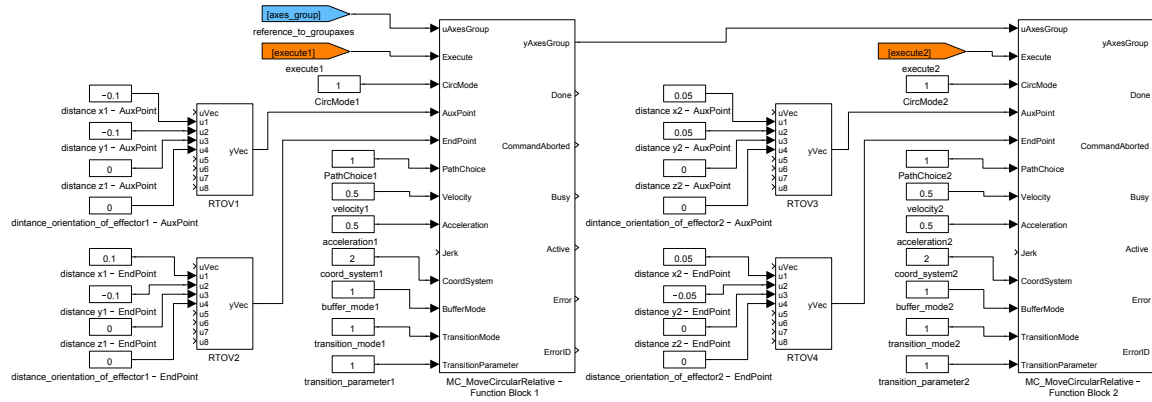 [axes_group]
reference_to_groupaxes
[execute1]
execute1
1
CircMode1
-0.1
distance x1 - AuxPoint
-0.1
distance y1 - AuxPoint
0
distance z1 - AuxPoint
0
distance_orientation_of_effector1 - AuxPoint
uVec
u1
u2
u3
u4
u5
u6
u7
u8
yVec
RTOV1
0.1
distance x1 - EndPoint
-0.1
distance y1 - EndPoint
0
distance z1 - EndPoint
0
distance_orientation_of_effector1 - EndPoint
uVec
u1
u2
u3
u4
u5
u6
u7
u8
yVec
RTOV2
1
PathChoice1
0.5
velocity1
0.5
acceleration1
2
coord_system1
1
buffer_mode1
1
transition_mode1
1
transition_parameter1
uAxesGroup
Execute
CircMode
AuxPoint
EndPoint
PathChoice
Velocity
Acceleration
Jerk
CoordSystem
BufferMode
TransitionMode
TransitionParameter
yAxesGroup
Done
CommandAborted
Busy
Active
Error
ErrorID
MC_MoveCircularRelative -
Function Block 1
[execute2]
execute2
1
CircMode2
0.05
distance x2 - AuxPoint
0.05
distance y2 - AuxPoint
0
distance z2 - AuxPoint
0
distance_orientation_of_effector2 - AuxPoint
uVec
u1
u2
u3
u4
u5
u6
u7
u8
yVec
RTOV3
0.05
distance x2 - EndPoint
-0.05
distance y2 - EndPoint
0
distance z2 - EndPoint
0
distance_orientation_of_effector2 - EndPoint
uVec
u1
u2
u3
u4
u5
u6
u7
u8
yVec
RTOV4
1
PathChoice2
0.5
velocity2
0.5
acceleration2
2
coord_system2
1
buffer_mode2
1
transition_mode2
1
transition_parameter2
uAxesGroup
Execute
CircMode
AuxPoint
EndPoint
PathChoice
Velocity
Acceleration
Jerk
CoordSystem
BufferMode
TransitionMode
TransitionParameter
yAxesGroup
Done
CommandAborted
Busy
Active
Error
ErrorID
MC_MoveCircularRelative -
Function Block 2